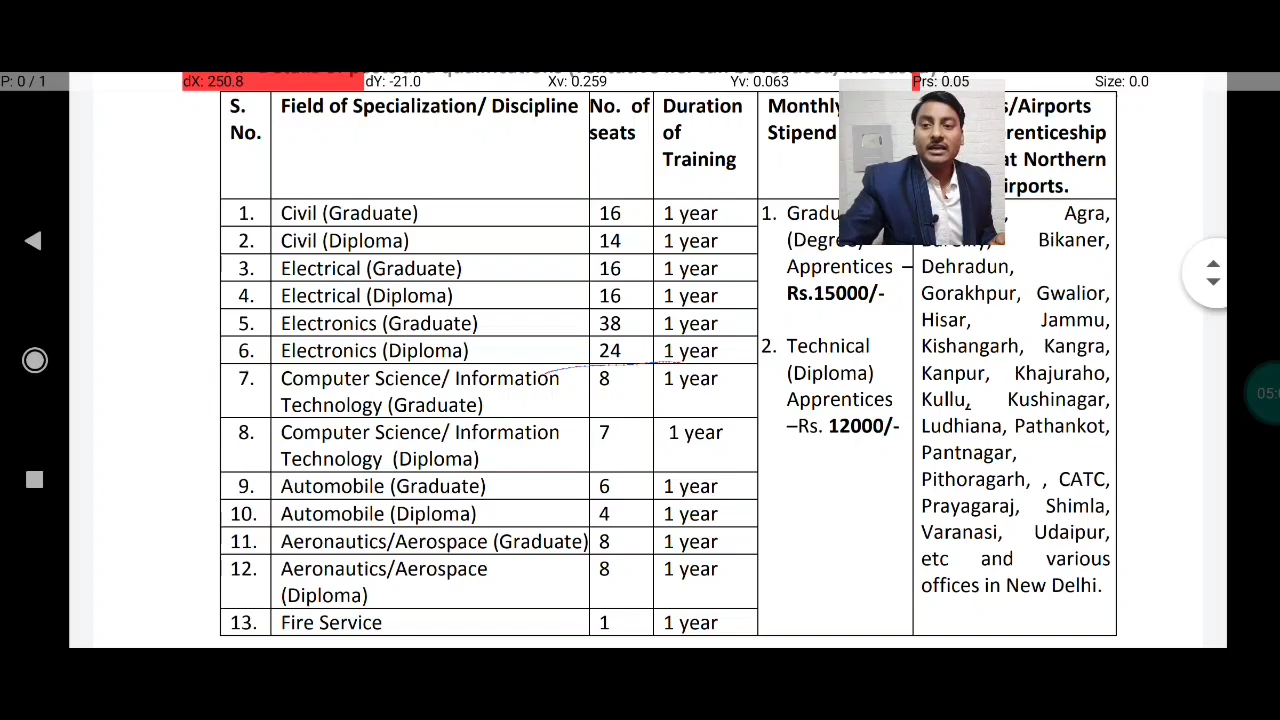 P: 0 / 1 dX: 250.8 dY: -21.0 Xv: 0.259 Yv: 0.063 Prs: 0.05 Size: 0.0
S. No. Field of Specialization/ Discipline No. of seats Duration of Training Monthly Stipend /Airports at Northern
1. Civil (Graduate) 16 1 year
2. Civil (Diploma) 14 1 year
3. Electrical (Graduate) 16 1 year
4. Electrical (Diploma) 16 1 year
5. Electronics (Graduate) 38 1 year
6. Electronics (Diploma) 24 1 year
7. Computer Science/ Information 8 1 year
Technology (Graduate)
8. Computer Science/ Information 7 1 year
Technology (Diploma)
9. Automobile (Graduate) 6 1 year
10. Automobile (Diploma) 4 1 year
11. Aeronautics/Aerospace (Graduate) 8 1 year
12. Aeronautics/Aerospace 8 1 year
(Diploma)
13. Fire Service 1 1 year
1.
Apprentices –
Rs.15000/-
2. Technical
(Diploma)
Apprentices
–Rs. 12000/-
Agra,
Bikaner,
Dehradun,
Gorakhpur, Gwalior,
Hisar, Jammu,
Kishangarh, Kangra,
Kanpur, Khajuraho,
Kullu, Kushinagar,
Ludhiana, Pathankot,
Pantnagar,
Pithoragarh, , CATC,
Prayagaraj, Shimla,
Varanasi, Udaipur,
etc and various
offices in New Delhi.
05: